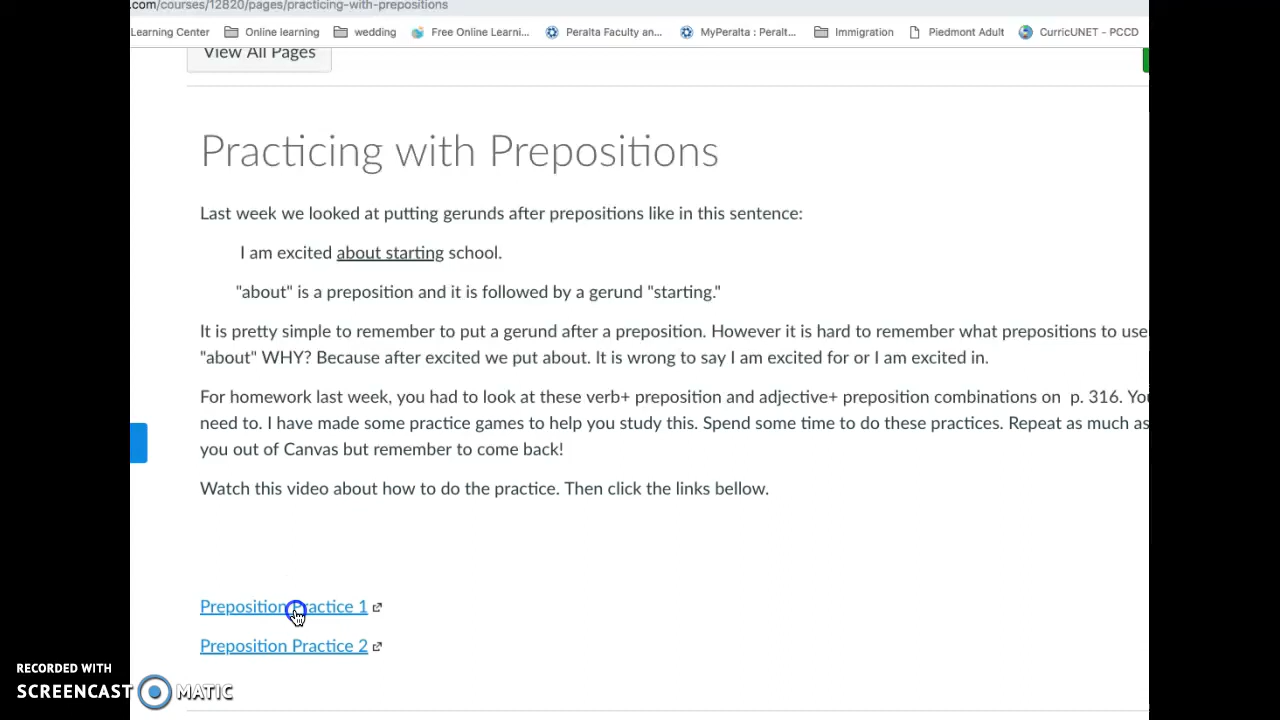 .com/courses/12820/pages/practicing-with-prepositions
Learning Center Online learning wedding Free Online Learni... Peralta Faculty an... MyPeralta : Peralt... Immigration Piedmont Adult CurricUNET - PCCD
View All Pages
Practicing with Prepositions
Last week we looked at putting gerunds after prepositions like in this sentence:
I am excited about starting school.
"about" is a preposition and it is followed by a gerund "starting."
It is pretty simple to remember to put a gerund after a preposition. However it is hard to remember what prepositions to use
"about" WHY? Because after excited we put about. It is wrong to say I am excited for or I am excited in.
For homework last week, you had to look at these verb+ preposition and adjective+ preposition combinations on p. 316. Yo
need to. I have made some practice games to help you study this. Spend some time to do these practices. Repeat as much as
you out of Canvas but remember to come back!
Watch this video about how to do the practice. Then click the links bellow.
Preposition Practice 1
Preposition Practice 2
RECORDED WITH
SCREENCAST MATIC